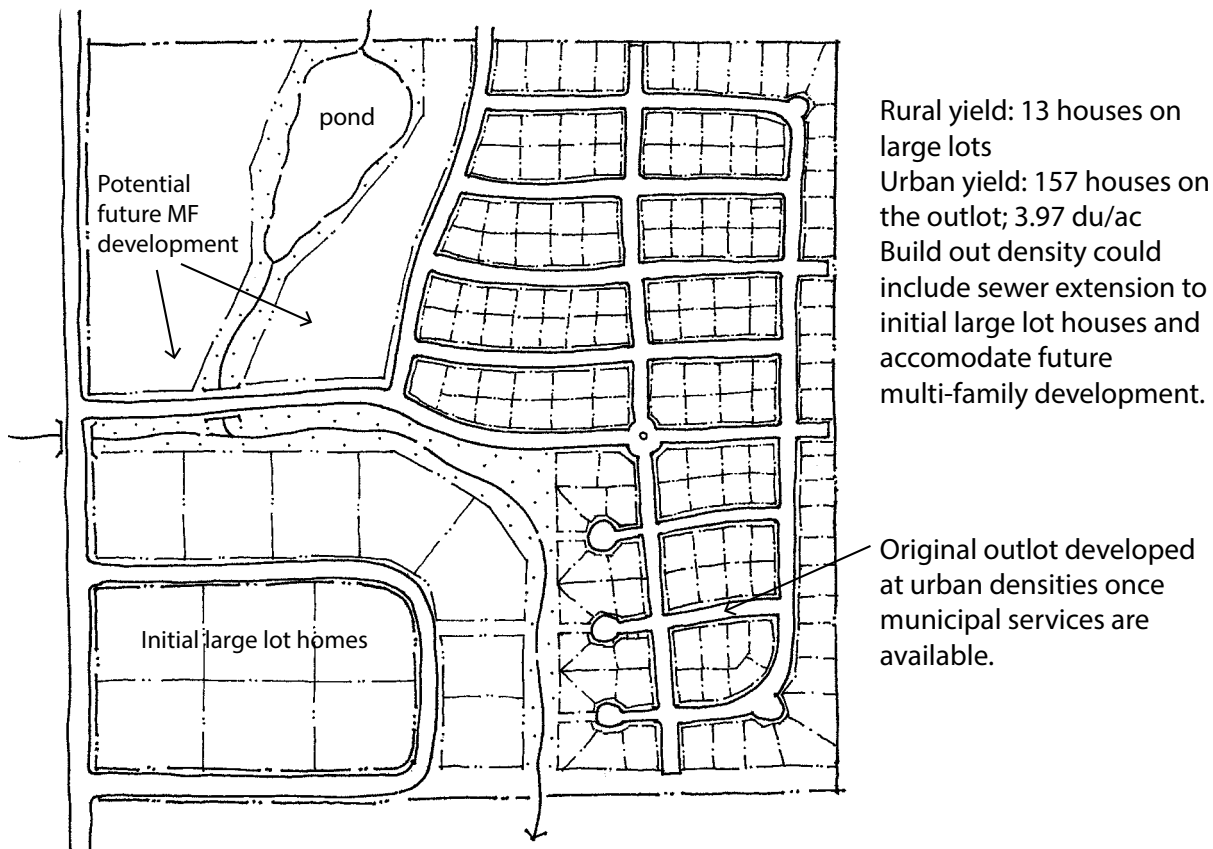 pond
Potential
future MF
development
Initial large lot homes
Rural yield: 13 houses on
large lots
Urban yield: 157 houses on
the outlot; 3.97 du/ac
Build out density could
include sewer extension to
initial large lot houses and
accomodate future
multi-family development.
Original outlot developed
at urban densities once
municipal services are
available.